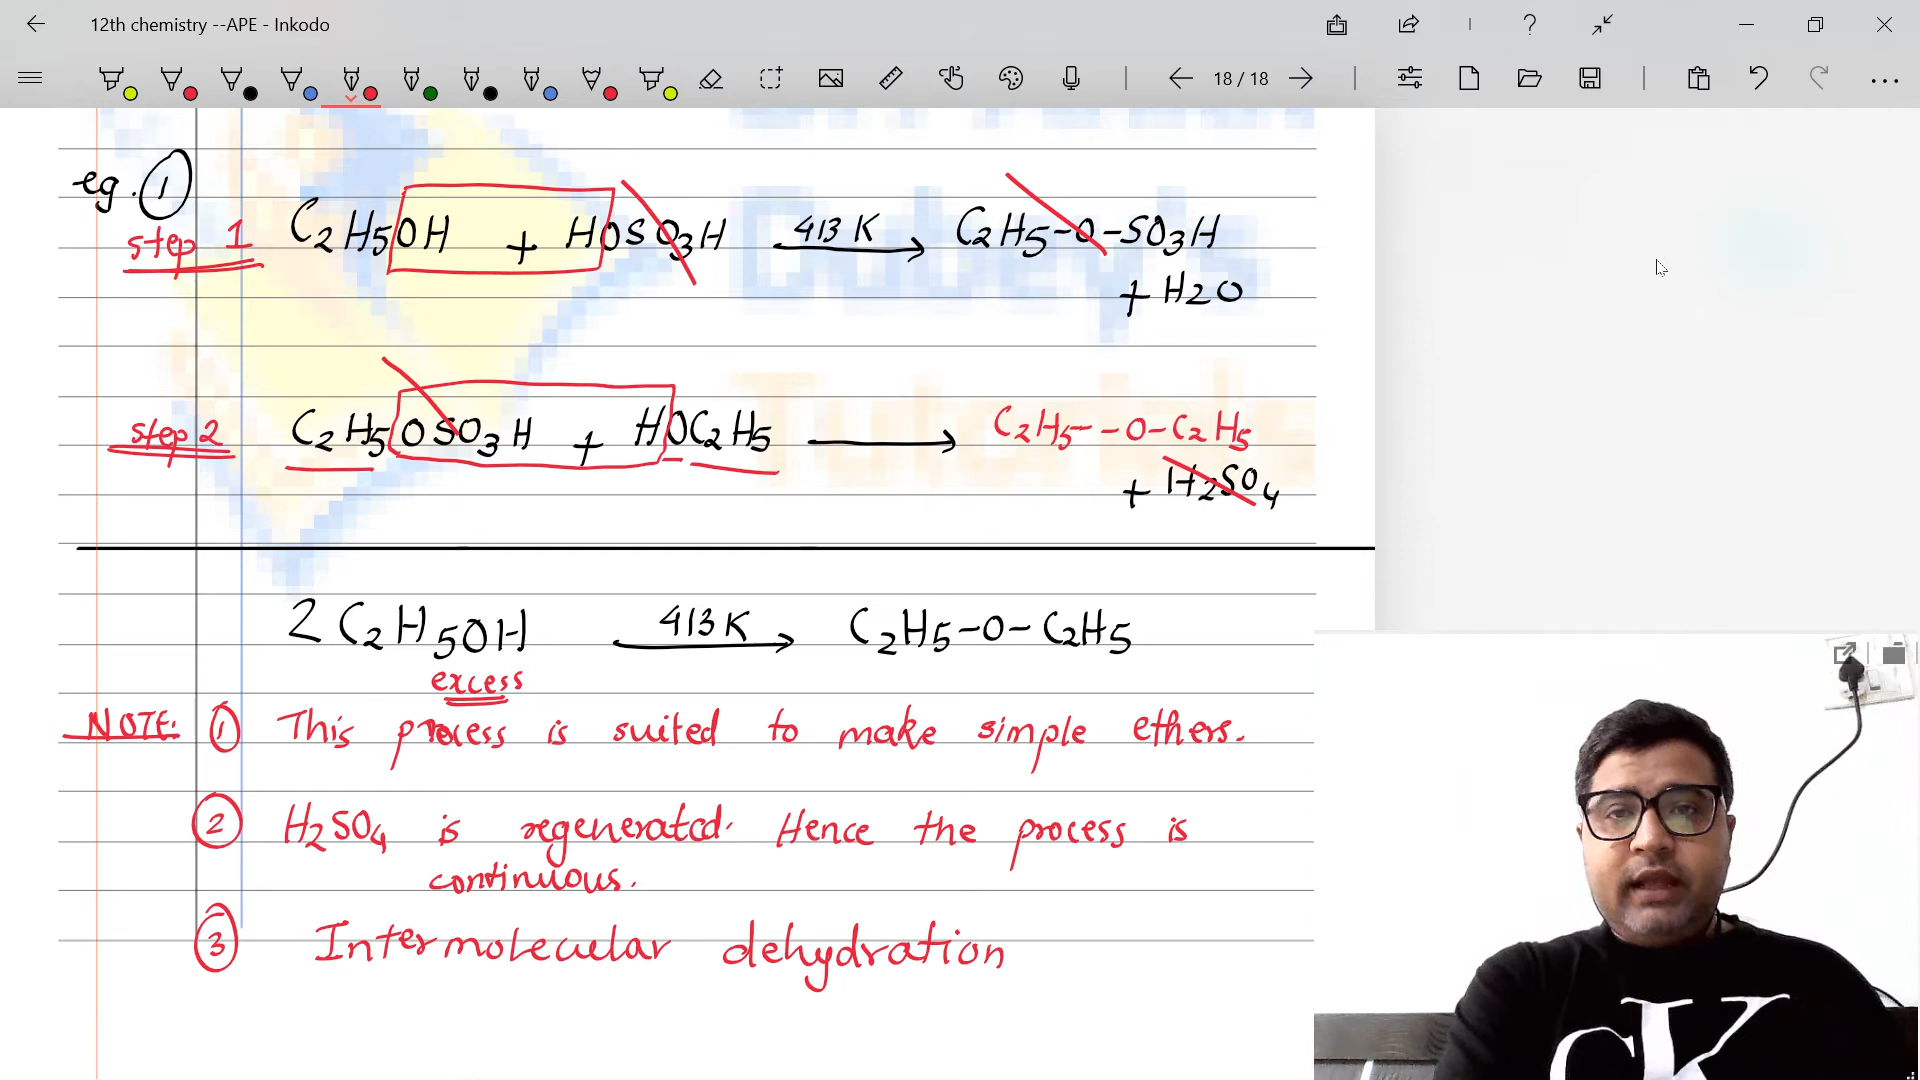 12th chemistry --APE - Inkodo
18 / 18
eg. ①
step 1 C2H5OH + HOSO3H 413 K C2H5-O-SO3H
+ H2O
step 2 C2H5OSO3H + HOC2H5 C2H5--O-C2H5
+ H2SO4
2 C2H5OH 413 K C2H5-O-C2H5
excess
NOTE: ① This process is suited to make simple ethers.
② H2SO4 is regenerated. Hence the process is
continuous.
③ Intermolecular dehydration
CK